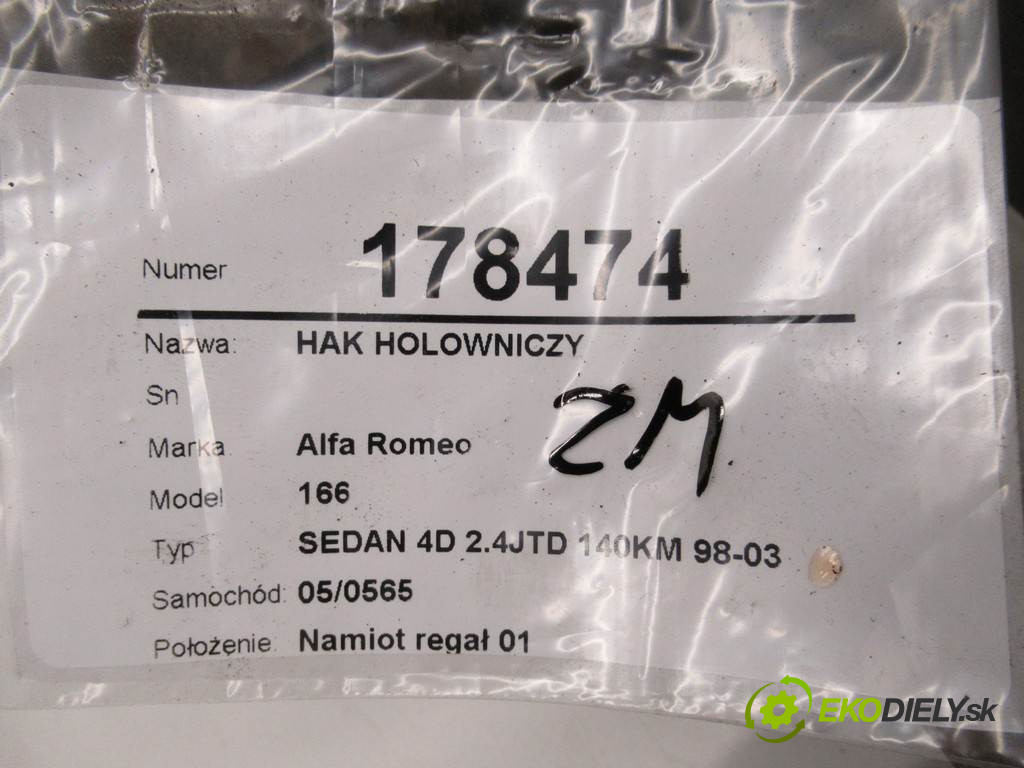 Numer 178474
Nazwa: HAK HOLOWNICZY
Sn
ZM
Marka Alfa Romeo
Model 166
Typ SEDAN 4D 2.4JTD 140KM 98-03
Samochód: 05/0565
Położenie: Namiot regał 01
EKODIELY.sk